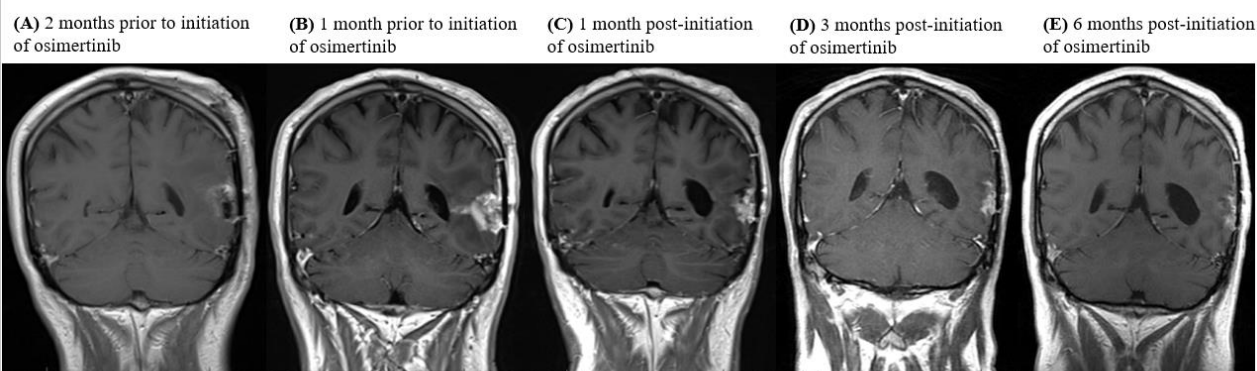 (A) 2 months prior to initiation
of osimertinib
(B) 1 month prior to initiation
of osimertinib
(C) 1 month post-initiation
of osimertinib
(D) 3 months post-initiation
of osimertinib
(E) 6 months post-initiation
of osimertinib